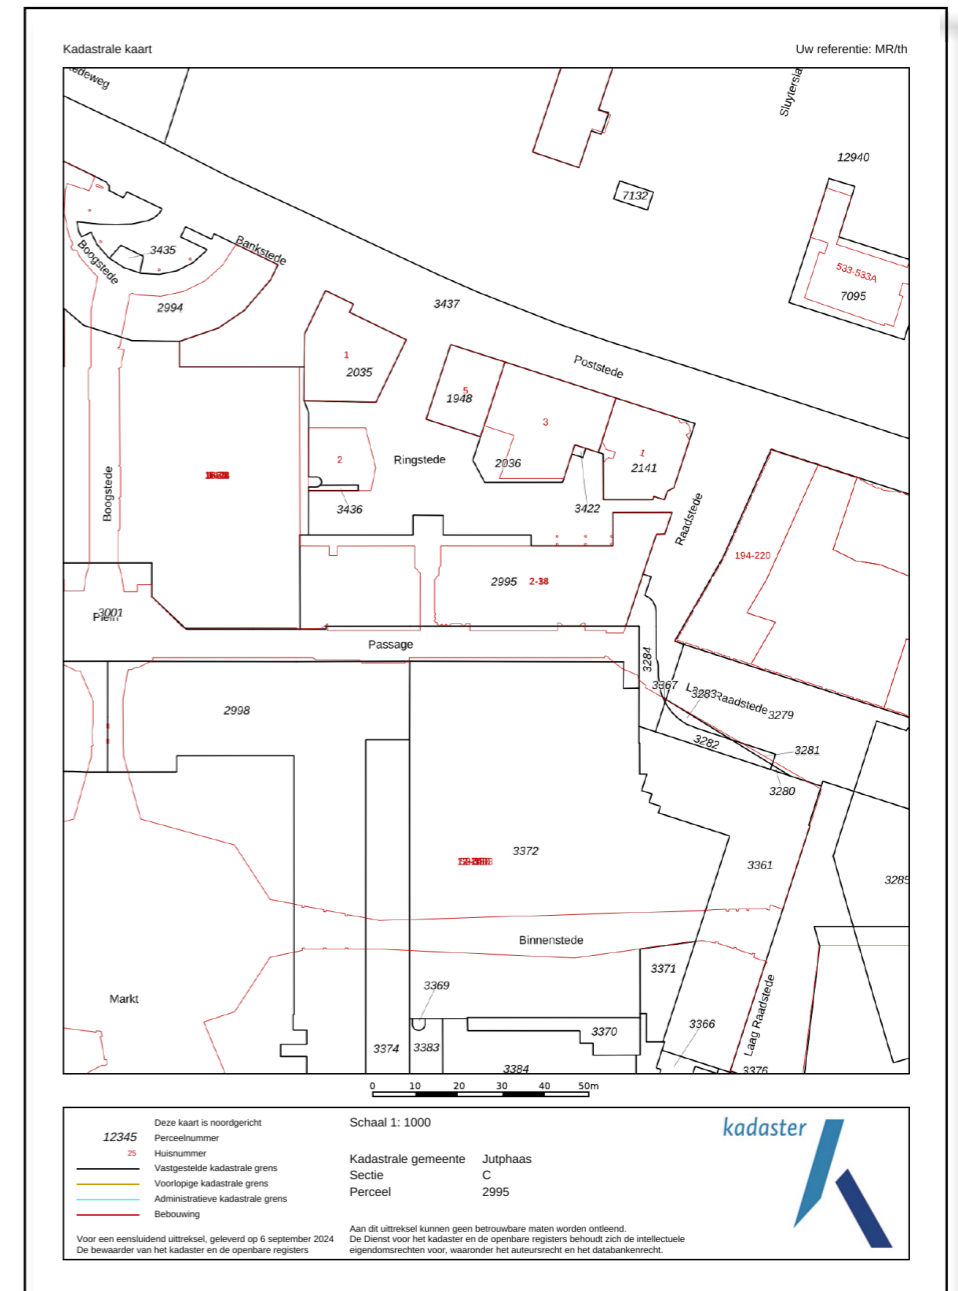 Kadastrale kaart
Uw referentie: MR/th
tedeweg
Sluytersla
12940
7132
533-533A
7095
3435
Boogstede
Bankstede
2994
3437
Poststede
1
2035
5
1948
3
2036
1
2141
Ringstede
2
3436
3422
Boogstede
Raadstede
194-220
2995
2-38
3001
Plein
Passage
3284
3367
3283
Laag Raadstede
3279
3282
3281
3280
2998
3372
3361
3285
Binnenstede
3371
Markt
3369
3366
Laag Raadstede
3374
3383
3370
3384
3376
0 10 20 30 40 50m
Deze kaart is noordgericht
12345 Perceelnummer
25 Huisnummer
Vastgestelde kadastrale grens
Voorlopige kadastrale grens
Administratieve kadastrale grens
Bebouwing
Voor een eensluidend uittreksel, geleverd op 6 september 2024
De bewaarder van het kadaster en de openbare registers
Schaal 1: 1000
Kadastrale gemeente Jutphaas
Sectie C
Perceel 2995
Aan dit uittreksel kunnen geen betrouwbare maten worden ontleend.
De Dienst voor het kadaster en de openbare registers behoudt zich de intellectuele
eigendomsrechten voor, waaronder het auteursrecht en het databankenrecht.
kadaster